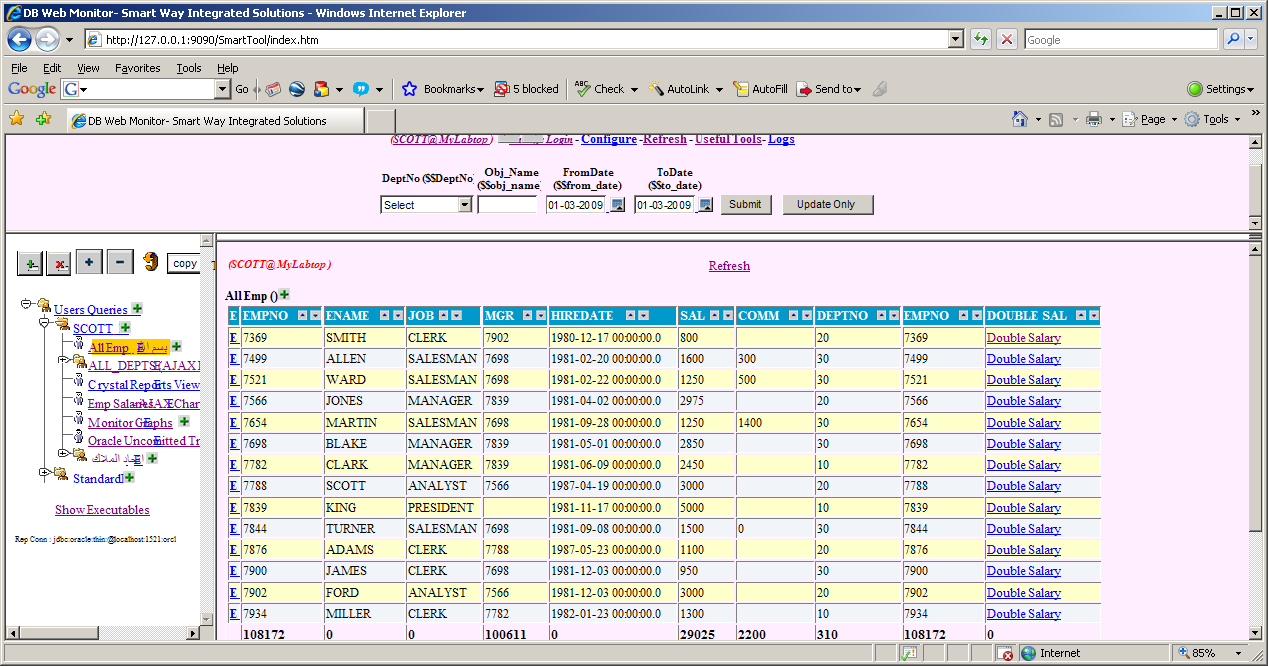 DB Web Monitor- Smart Way Integrated Solutions - Windows Internet Explorer
http://127.0.0.1:9090/SmartTool/index.htm
Google
File Edit View Favorites Tools Help
Google G Go Bookmarks 5 blocked ABC Check AutoLink AutoFill Send to Settings
DB Web Monitor- Smart Way Integrated Solutions
Page Tools »
(SCOTT@MyLabtop) Login - Configure -Refresh - Useful Tools- Logs
DeptNo ($$DeptNo Obj_Name ($$obj_name) FromDate ($$from_date) ToDate ($$to_date)
Select 01-03-2009 01-03-2009 Submit Update Only
copy
Users Queries
SCOTT
All Emp
ALL_DEPTS
Crystal Reports View
Emp Salaries
Monitor Graphs
Oracle Uncomitted Tr
الملاك
Standard
Show Executables
Rep Conn : jdbc:oracle:thin:@localhost:1521:orcl
(SCOTT@MyLabtop )
Refresh
All Emp ()
E EMPNO ENAME JOB MGR HIREDATE SAL COMM DEPTNO EMPNO DOUBLE SAL
E 7369 SMITH CLERK 7902 1980-12-17 00:00:00.0 800 20 7369 Double Salary
E 7499 ALLEN SALESMAN 7698 1981-02-20 00:00:00.0 1600 300 30 7499 Double Salary
E 7521 WARD SALESMAN 7698 1981-02-22 00:00:00.0 1250 500 30 7521 Double Salary
E 7566 JONES MANAGER 7839 1981-04-02 00:00:00.0 2975 20 7566 Double Salary
E 7654 MARTIN SALESMAN 7698 1981-09-28 00:00:00.0 1250 1400 30 7654 Double Salary
E 7698 BLAKE MANAGER 7839 1981-05-01 00:00:00.0 2850 30 7698 Double Salary
E 7782 CLARK MANAGER 7839 1981-06-09 00:00:00.0 2450 10 7782 Double Salary
E 7788 SCOTT ANALYST 7566 1987-04-19 00:00:00.0 3000 20 7788 Double Salary
E 7839 KING PRESIDENT 1981-11-17 00:00:00.0 5000 10 7839 Double Salary
E 7844 TURNER SALESMAN 7698 1981-09-08 00:00:00.0 1500 0 30 7844 Double Salary
E 7876 ADAMS CLERK 7788 1987-05-23 00:00:00.0 1100 20 7876 Double Salary
E 7900 JAMES CLERK 7698 1981-12-03 00:00:00.0 950 30 7900 Double Salary
E 7902 FORD ANALYST 7566 1981-12-03 00:00:00.0 3000 20 7902 Double Salary
E 7934 MILLER CLERK 7782 1982-01-23 00:00:00.0 1300 10 7934 Double Salary
108172 0 0 100611 0 29025 2200 310 108172 0
Internet 85%